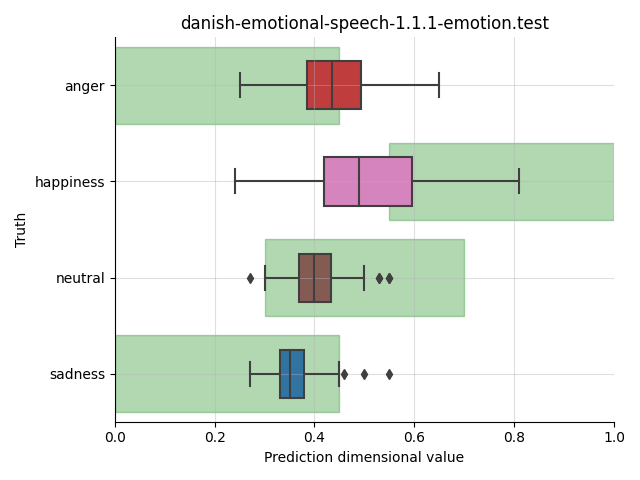 danish-emotional-speech-1.1.1-emotion.test
anger
happiness
neutral
sadness
Truth
0.0 0.2 0.4 0.6 0.8 1.0
Prediction dimensional value